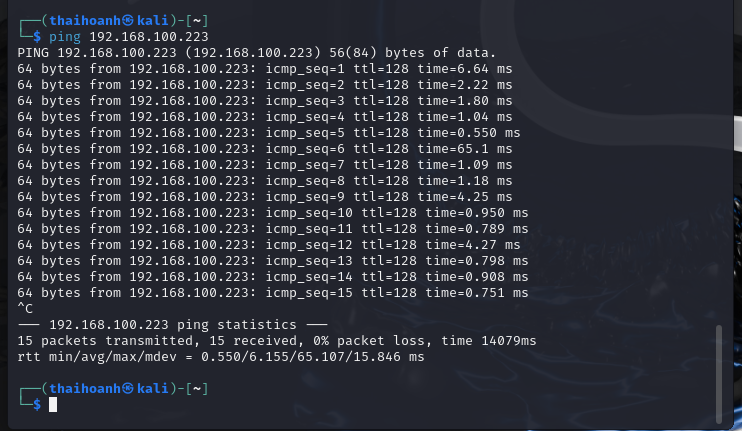 ┌──(thaihoanh㉿kali)-[~]
└─$ ping 192.168.100.223
PING 192.168.100.223 (192.168.100.223) 56(84) bytes of data.
64 bytes from 192.168.100.223: icmp_seq=1 ttl=128 time=6.64 ms
64 bytes from 192.168.100.223: icmp_seq=2 ttl=128 time=2.22 ms
64 bytes from 192.168.100.223: icmp_seq=3 ttl=128 time=1.80 ms
64 bytes from 192.168.100.223: icmp_seq=4 ttl=128 time=1.04 ms
64 bytes from 192.168.100.223: icmp_seq=5 ttl=128 time=0.550 ms
64 bytes from 192.168.100.223: icmp_seq=6 ttl=128 time=65.1 ms
64 bytes from 192.168.100.223: icmp_seq=7 ttl=128 time=1.09 ms
64 bytes from 192.168.100.223: icmp_seq=8 ttl=128 time=1.18 ms
64 bytes from 192.168.100.223: icmp_seq=9 ttl=128 time=4.25 ms
64 bytes from 192.168.100.223: icmp_seq=10 ttl=128 time=0.950 ms
64 bytes from 192.168.100.223: icmp_seq=11 ttl=128 time=0.789 ms
64 bytes from 192.168.100.223: icmp_seq=12 ttl=128 time=4.27 ms
64 bytes from 192.168.100.223: icmp_seq=13 ttl=128 time=0.798 ms
64 bytes from 192.168.100.223: icmp_seq=14 ttl=128 time=0.908 ms
64 bytes from 192.168.100.223: icmp_seq=15 ttl=128 time=0.751 ms
^C
--- 192.168.100.223 ping statistics ---
15 packets transmitted, 15 received, 0% packet loss, time 14079ms
rtt min/avg/max/mdev = 0.550/6.155/65.107/15.846 ms
┌──(thaihoanh㉿kali)-[~]
└─$